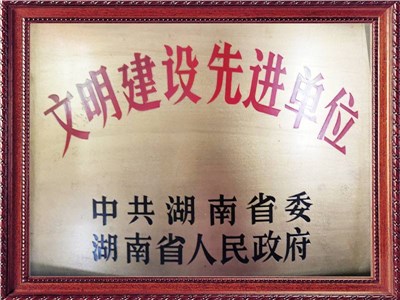 文明建设先进单位
中共湖南省委
湖南省人民政府